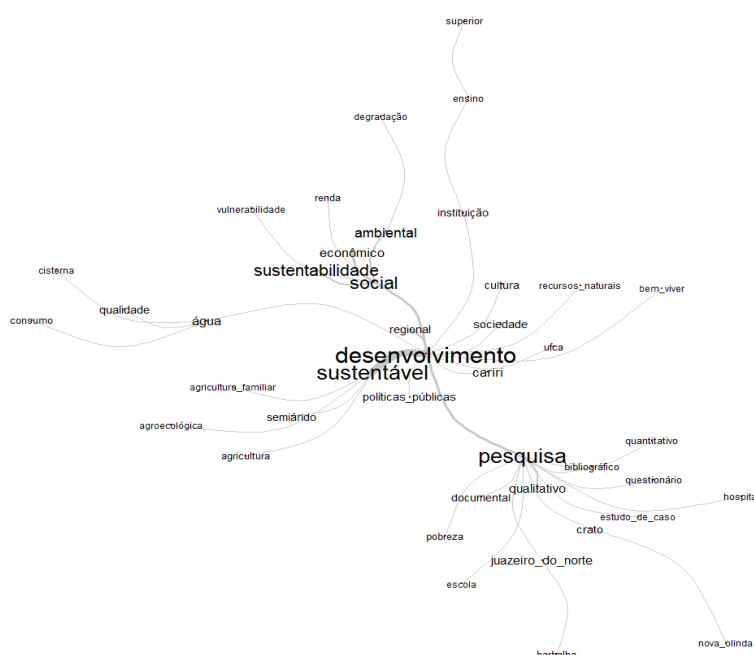 superior
ensino
degradação
renda
vulnerabilidade
instituição
ambiental
econômico
cisterna
sustentabilidade
social
cultura
recursos_naturais
bem_viver
qualidade
consumo
água
regional
sociedade
ufca
desenvolvimento
sustentável
cariri
agricultura_familiar
políticas_públicas
semiárido
agroecológica
agricultura
pesquisa
quantitativo
bibliográfico
questionário
qualitativo
documental
hospita
estudo_de_caso
crato
pobreza
juazeiro_do_norte
escola
nova_olinda
barbalha